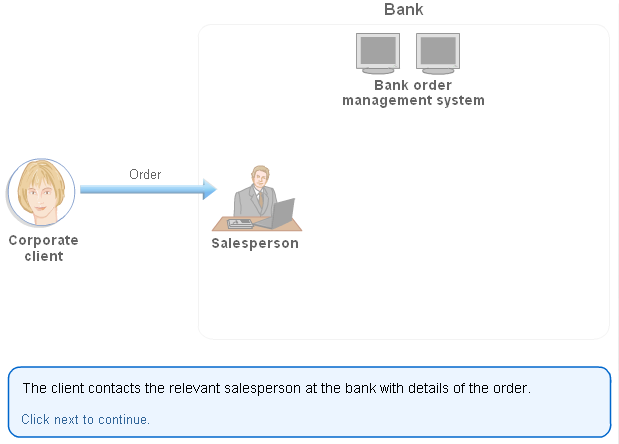 Bank
Bank order
management system
Order
Corporate
client
Salesperson
The client contacts the relevant salesperson at the bank with details of the order.
Click next to continue.